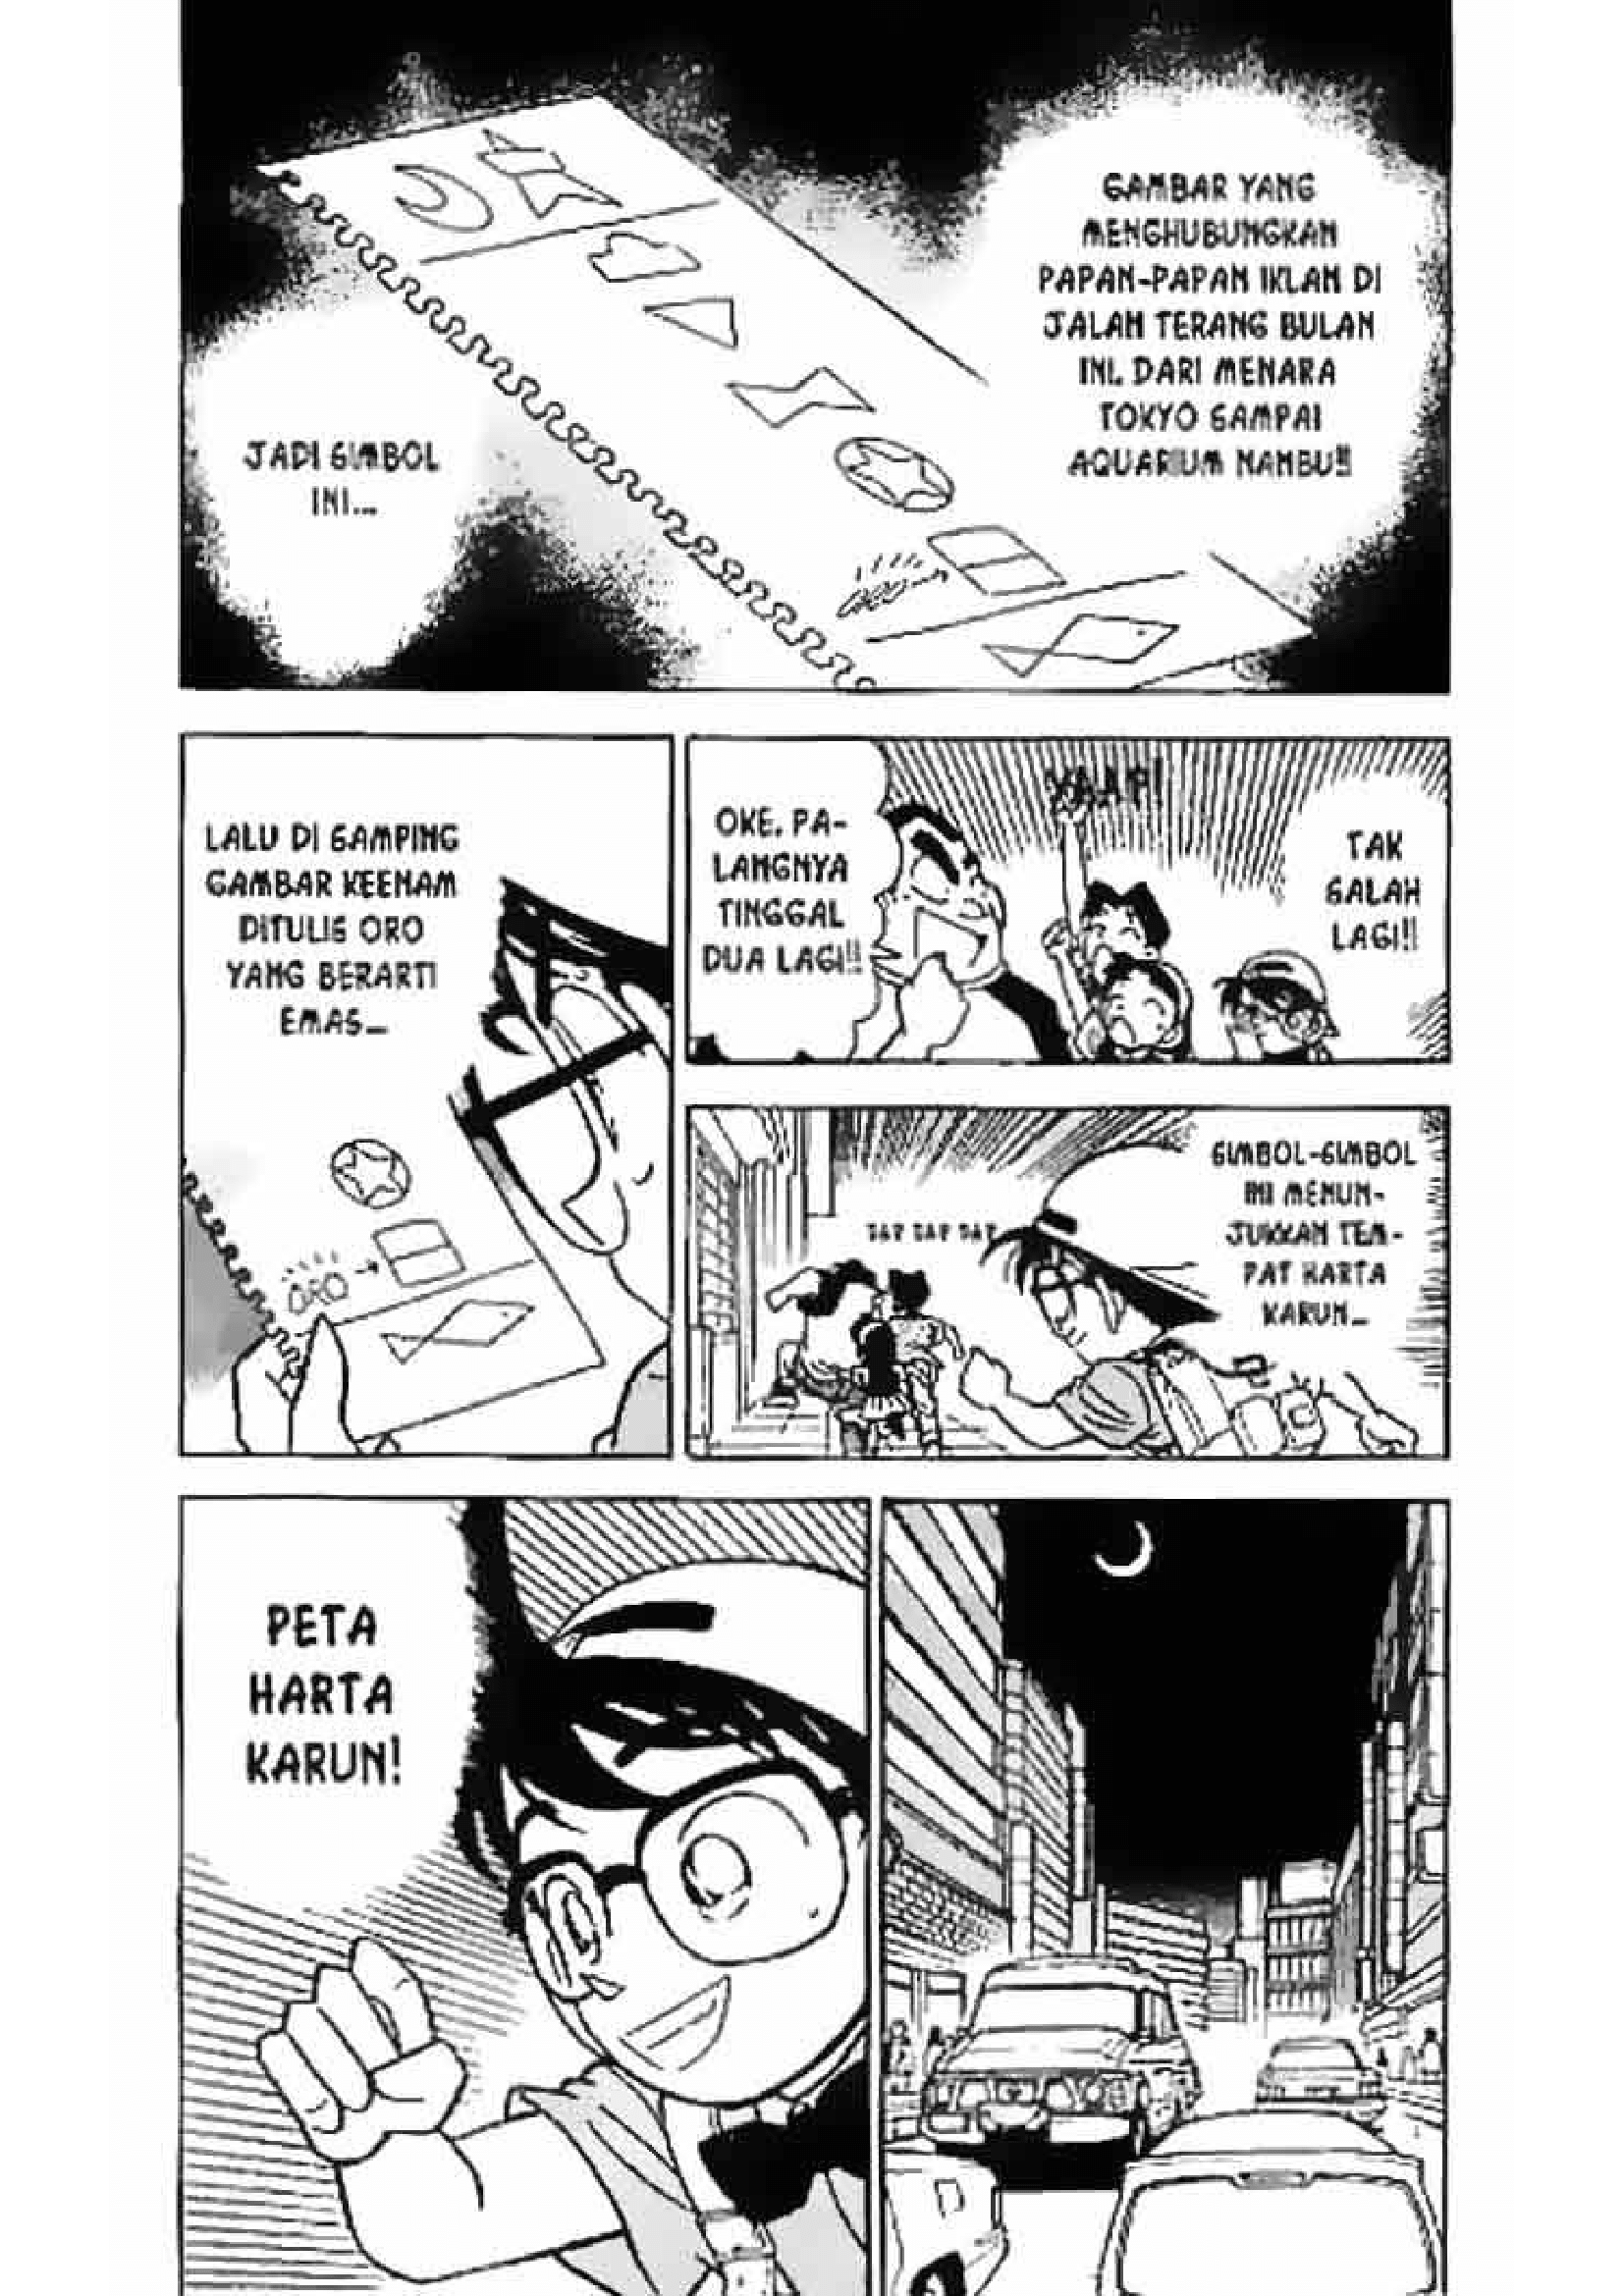 GAMBAR YANG
MENGHUBUNGKAN
PAPAN-PAPAN IKLAN DI
JALAN TERANG BULAN
INI. DARI MENARA
TOKYO SAMPAI
AQUARIUM NAMBU!!
JADI SIMBOL
INI...
ORO
TAK
SALAH
LAGI!!
YAAP!
OKE. PA-
LANGNYA
TINGGAL
DUA LAGI!!
LALU DI SAMPING
GAMBAR KEENAM
DITULIS ORO
YANG BERARTI
EMAS...
ORO
SIMBOL-SIMBOL
INI MENUN-
JUKKAN TEM-
PAT HARTA
KARUN...
TAP TAP TAP
PETA
HARTA
KARUN!